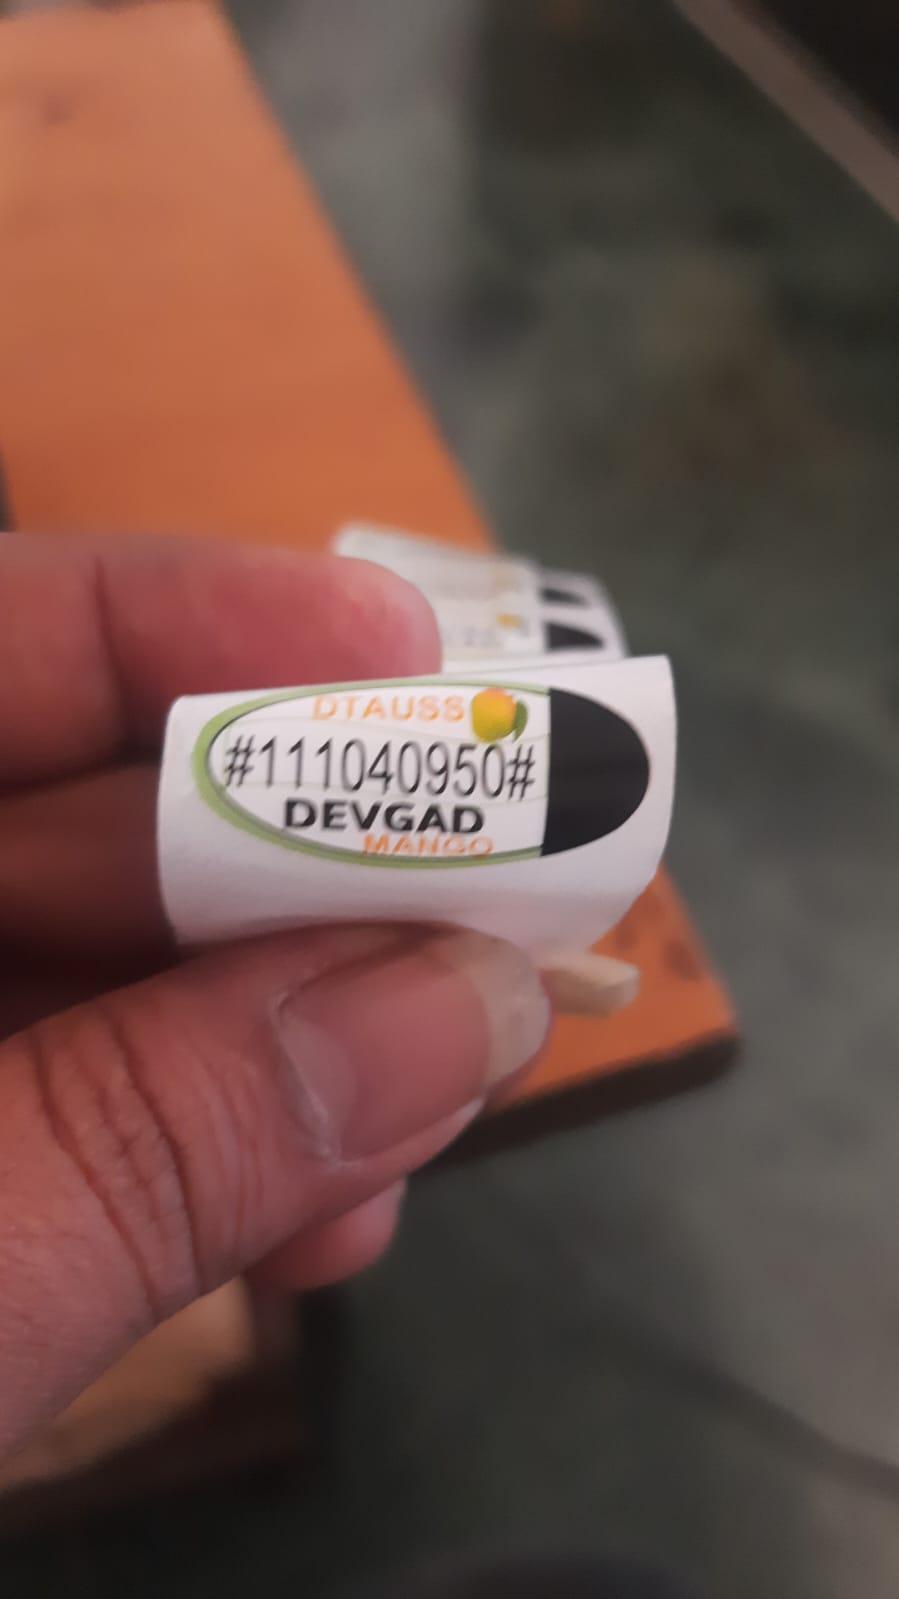 DTAUSS
#111040950#
DEVGAD
MANGO